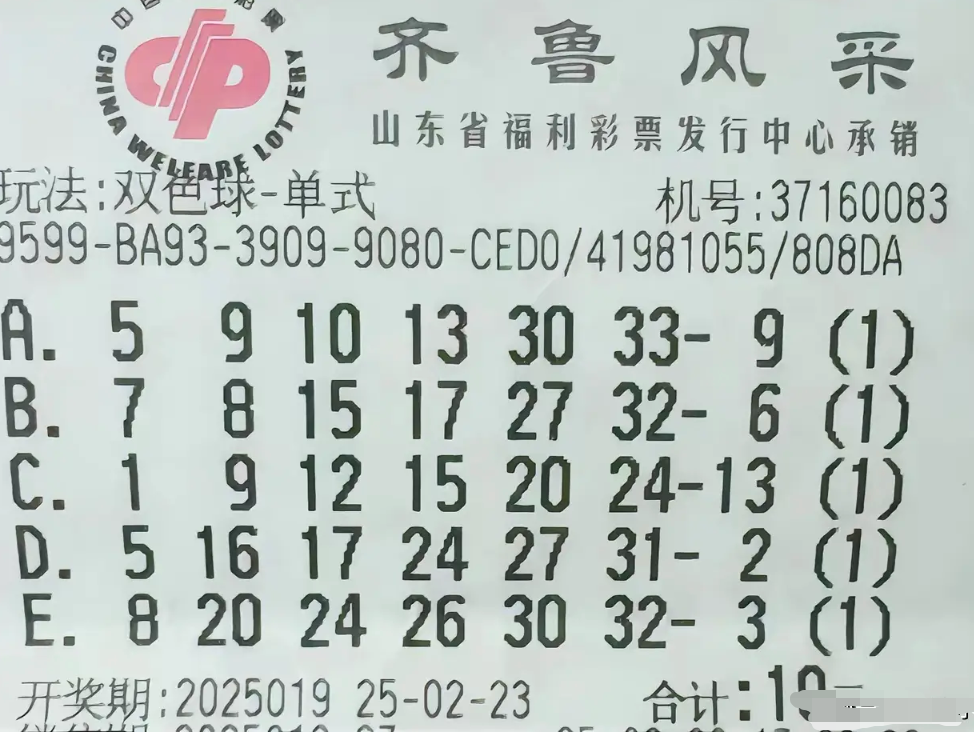 CHINA WELFARE LOTTERY
齐鲁风采
山东省福利彩票发行中心承销
玩法:双色球-单式 机号:37160083
9599-BA93-3909-9080-CED0/41981055/808DA
A. 5 9 10 13 30 33- 9 (1)
B. 7 8 15 17 27 32- 6 (1)
C. 1 9 12 15 20 24-13 (1)
D. 5 16 17 24 27 31- 2 (1)
E. 8 20 24 26 30 32- 3 (1)
开奖期:2025019 25-02-23 合计:10元